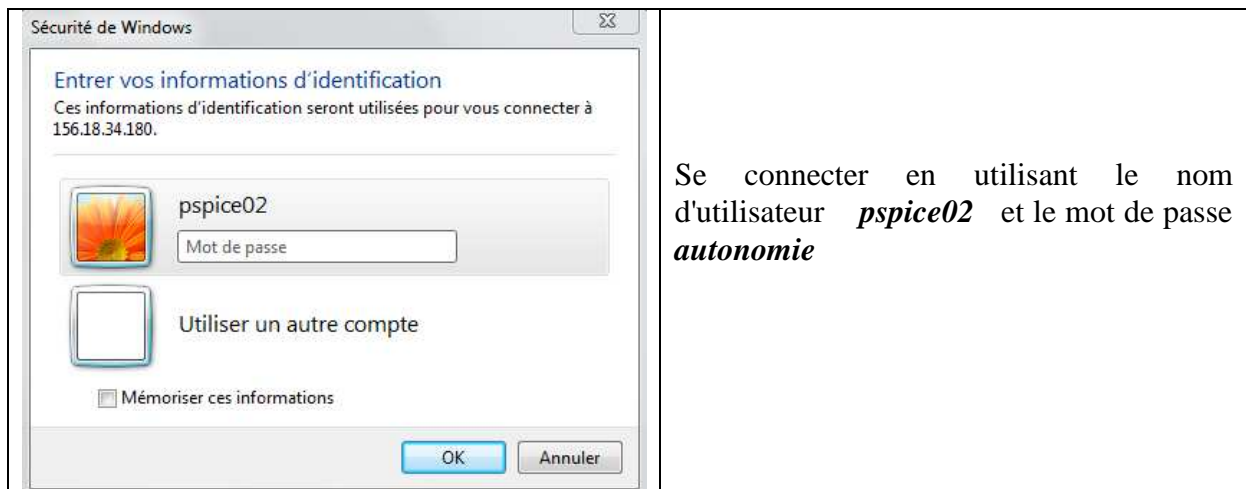 Sécurité de Windows
Entrer vos informations d'identification
Ces informations d'identification seront utilisées pour vous connecter à
156.18.34.180.
pspice02
Mot de passe
Utiliser un autre compte
Mémoriser ces informations
OK
Annuler
Se connecter en utilisant le nom
d'utilisateur pspice02 et le mot de passe
autonomie